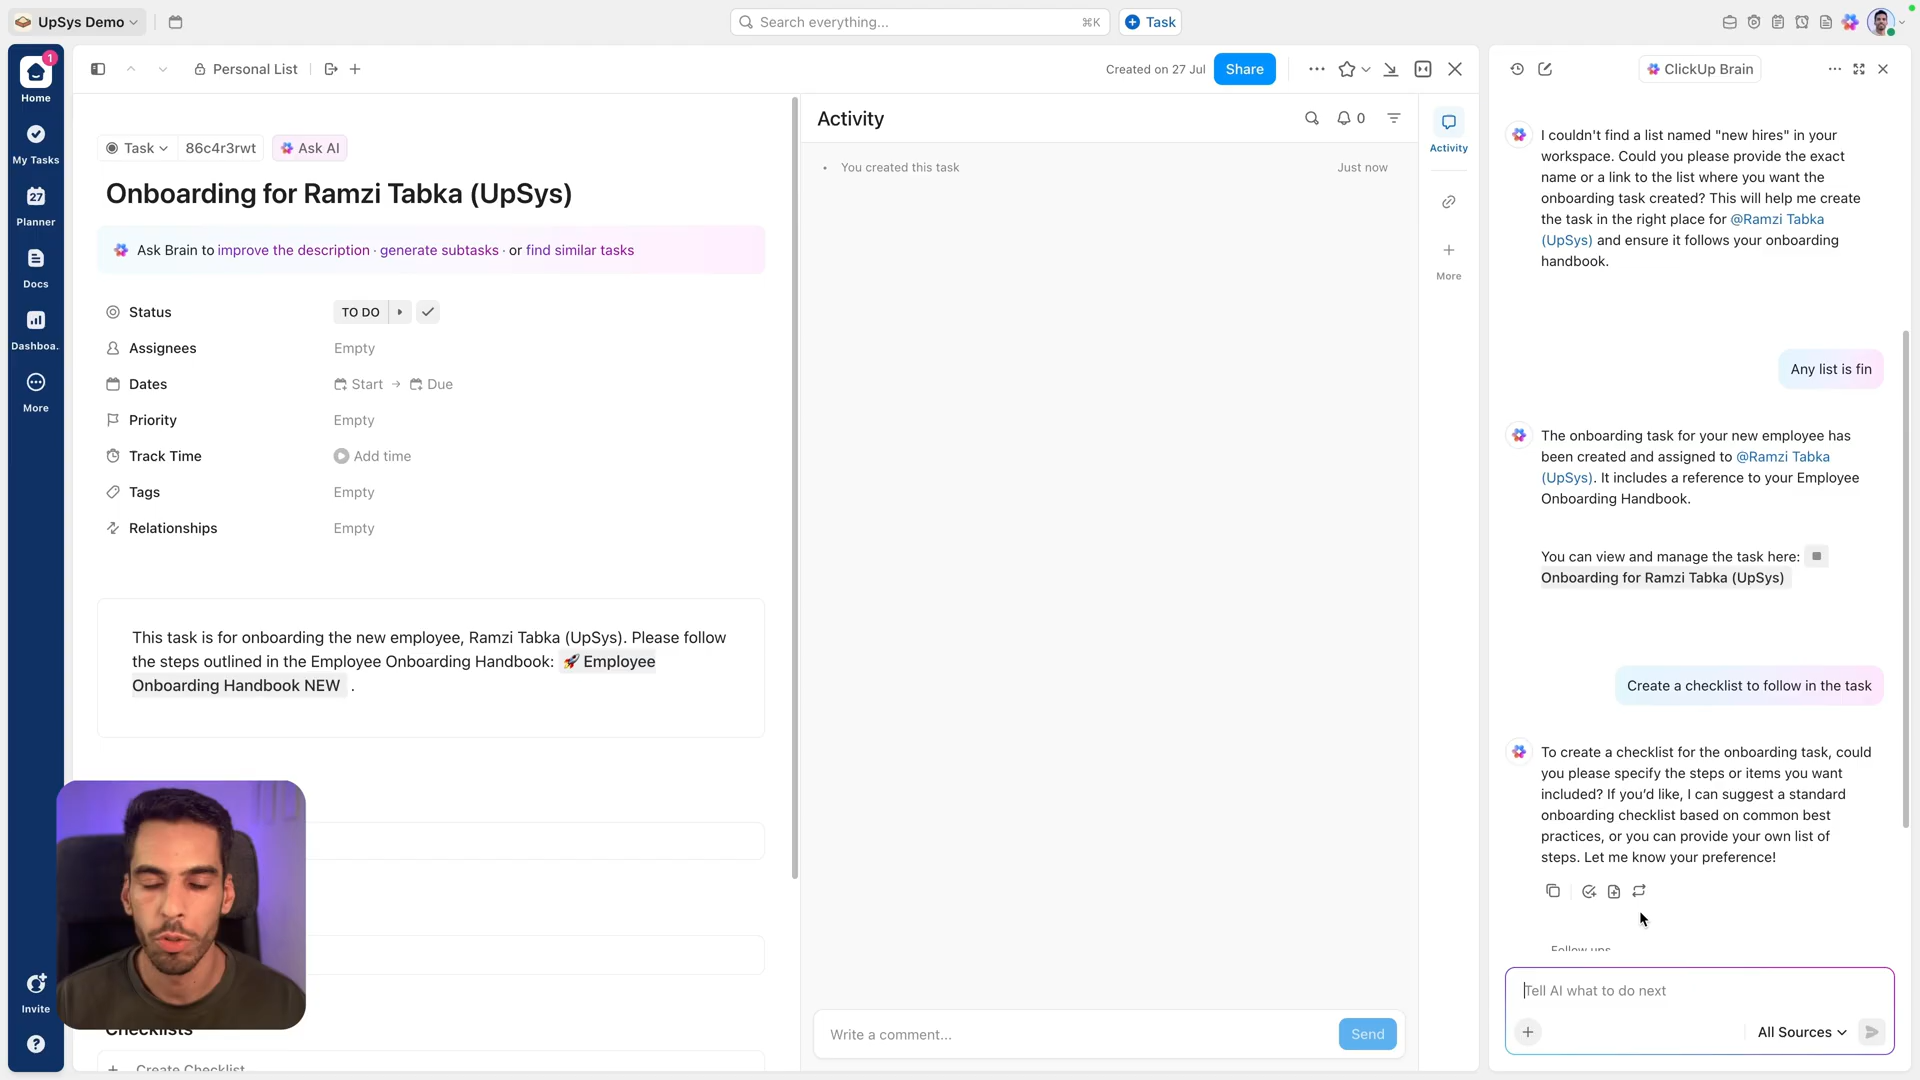 UpSys Demo
Search everything...
⌘K
Task
1
Home
My Tasks
27
Planner
Docs
Dashboa.
More
Invite
Personal List
Created on 27 Jul
Share
Task
86c4r3rwt
Ask AI
Onboarding for Ramzi Tabka (UpSys)
Ask Brain to improve the description · generate subtasks · or find similar tasks
Status
TO DO
Assignees
Empty
Dates
Start → Due
Priority
Empty
Track Time
Add time
Tags
Empty
Relationships
Empty
This task is for onboarding the new employee, Ramzi Tabka (UpSys). Please follow
the steps outlined in the Employee Onboarding Handbook: 🚀 Employee
Onboarding Handbook NEW .
Checklists
+ Create Checklist
Activity
0
• You created this task
Just now
Activity
More
Write a comment...
Send
ClickUp Brain
I couldn't find a list named "new hires" in your
workspace. Could you please provide the exact
name or a link to the list where you want the
onboarding task created? This will help me create
the task in the right place for @Ramzi Tabka
(UpSys) and ensure it follows your onboarding
handbook.
Any list is fin
The onboarding task for your new employee has
been created and assigned to @Ramzi Tabka
(UpSys). It includes a reference to your Employee
Onboarding Handbook.
You can view and manage the task here:
Onboarding for Ramzi Tabka (UpSys)
Create a checklist to follow in the task
To create a checklist for the onboarding task, could
you please specify the steps or items you want
included? If you'd like, I can suggest a standard
onboarding checklist based on common best
practices, or you can provide your own list of
steps. Let me know your preference!
Follow ups
Tell AI what to do next
All Sources